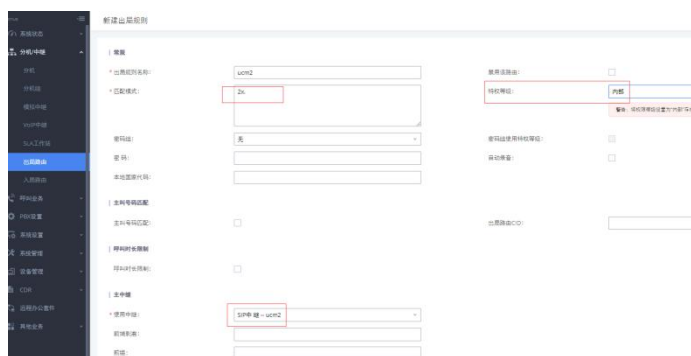 新建出局规则
系统状态
分机/中继
分机
分机组
模拟中继
VoIP中继
SLA工作站
出局路由
入局路由
呼叫业务
PBX设置
系统设置
系统管理
设备管理
CDR
远程办公套件
其他业务
常规
* 出局规则名称:
ucm2
禁用该路由:
* 匹配模式:
2x.
特权等级:
内部
密码组:
无
密码组使用特权等级:
密码:
自动录音:
本地国家代码:
主叫号码匹配
主叫号码匹配:
出局路由CID:
呼叫时长限制
呼叫时长限制:
主中继
* 使用中继:
SIP中继 -- ucm2
前端剥离:
前缀: